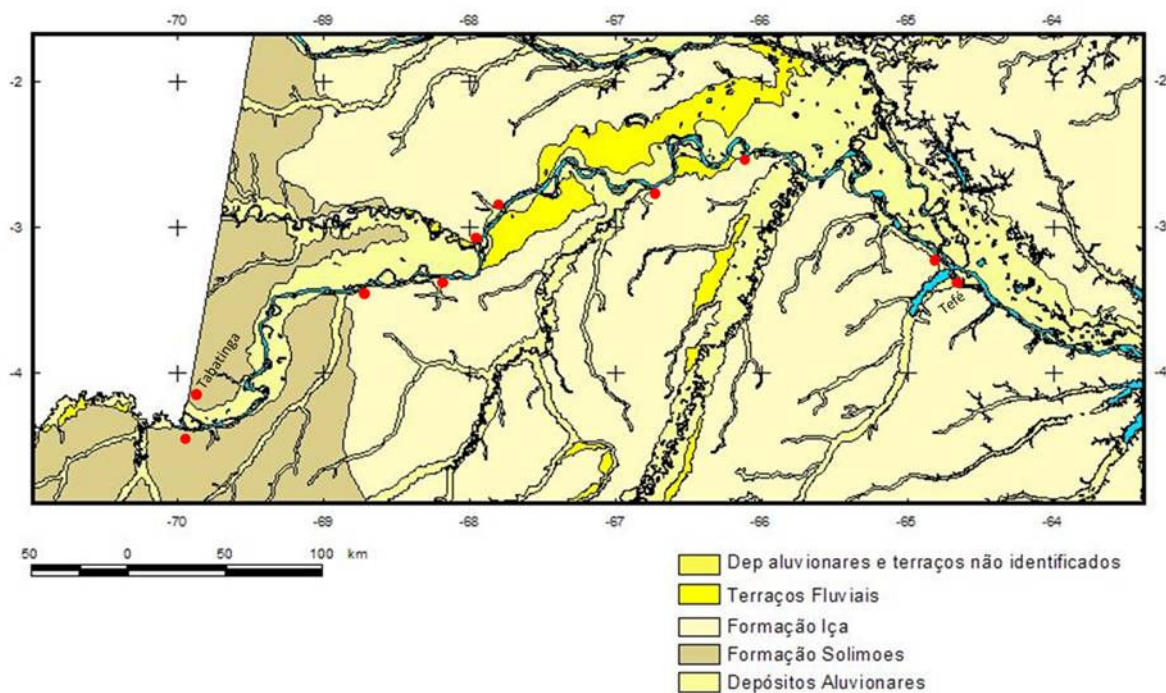 -70 -69 -68 -67 -66 -65 -64
-2 -2
-3 -3
Tabatinga
Tefé
-4 -4
-70 -69 -68 -67 -66 -65 -64
50 0 50 100 km
Dep aluvionares e terraços não identificados
Terraços Fluviais
Formação Iça
Formação Solimoes
Depósitos Aluvionares